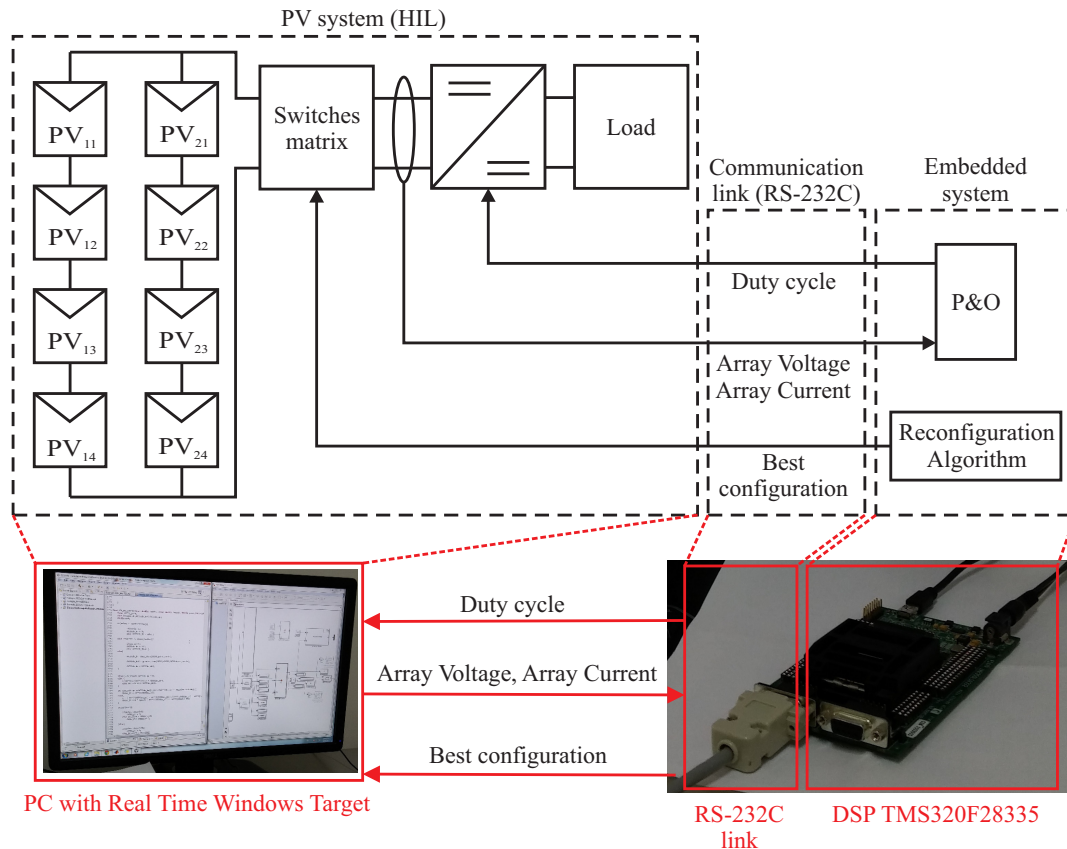 PV system (HIL)
PV11
PV21
Switches
matrix
Load
PV12
PV22
Communication
link (RS-232C)
Embedded
system
Duty cycle
P&O
PV13
PV23
Array Voltage
Array Current
PV14
PV24
Reconfiguration
Algorithm
Best
configuration
Duty cycle
Array Voltage, Array Current
Best configuration
PC with Real Time Windows Target
RS-232C
link
DSP TMS320F28335